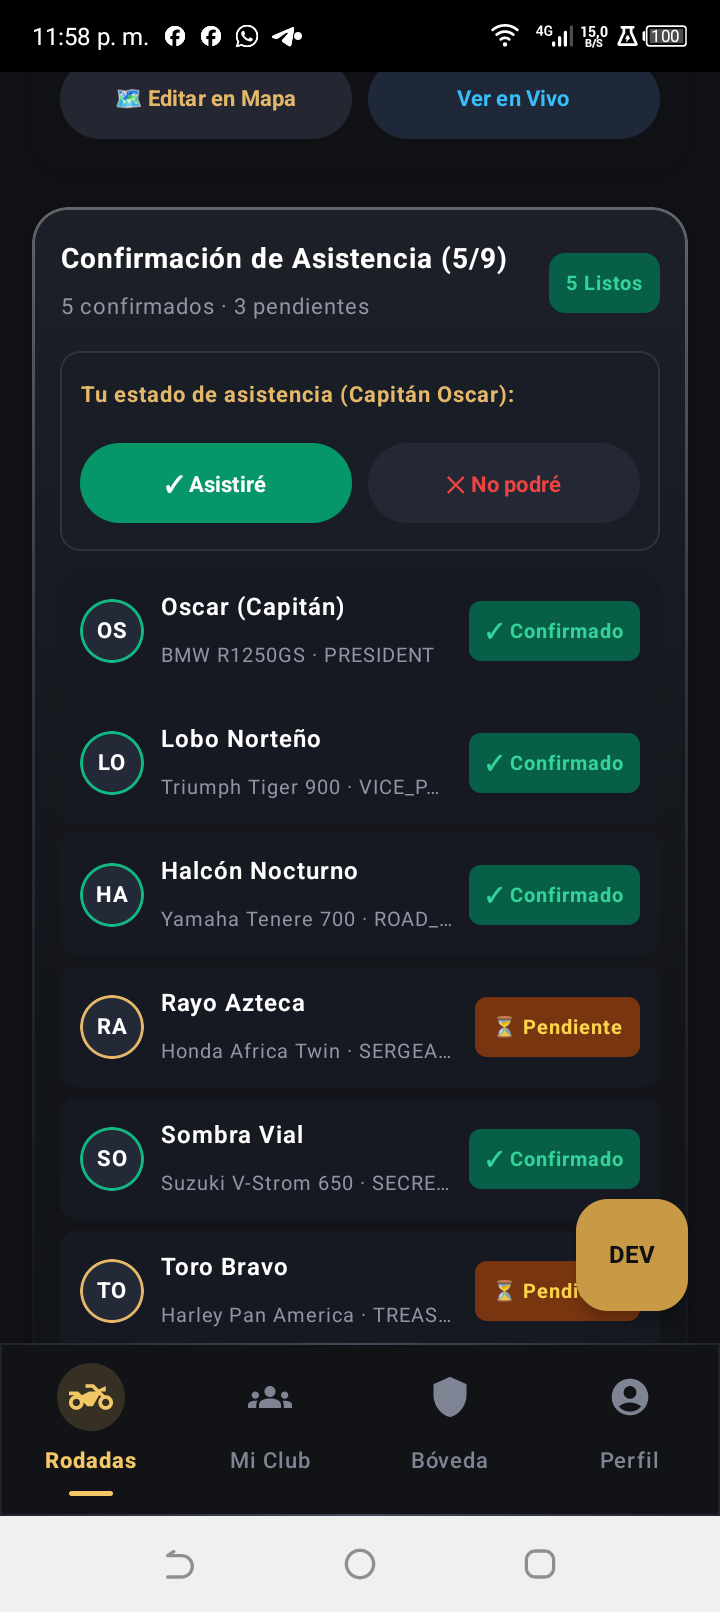 11:58 p. m.
4G
15,0
B/S
100
🗺️ Editar en Mapa
Ver en Vivo
Confirmación de Asistencia (5/9)
5 confirmados · 3 pendientes
5 Listos
Tu estado de asistencia (Capitán Oscar):
✓ Asistiré
✕ No podré
OS
Oscar (Capitán)
BMW R1250GS · PRESIDENT
✓ Confirmado
LO
Lobo Norteño
Triumph Tiger 900 · VICE_P...
✓ Confirmado
HA
Halcón Nocturno
Yamaha Tenere 700 · ROAD_...
✓ Confirmado
RA
Rayo Azteca
Honda Africa Twin · SERGEA...
⏳ Pendiente
SO
Sombra Vial
Suzuki V-Strom 650 · SECRE...
✓ Confirmado
TO
Toro Bravo
Harley Pan America · TREAS...
⏳ Pendi
DEV
Rodadas
Mi Club
Bóveda
Perfil